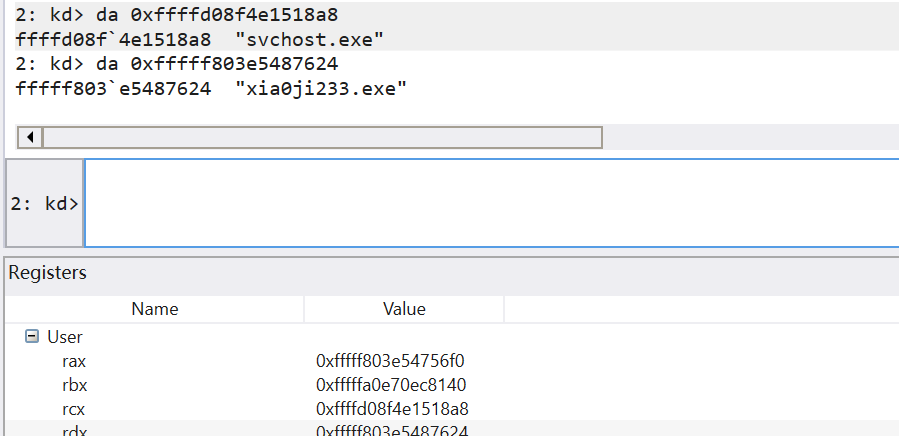 2: kd> da 0xffffd08f4e1518a8
ffffd08f`4e1518a8  "svchost.exe"
2: kd> da 0xfffff803e5487624
fffff803`e5487624  "xia0ji233.exe"
2: kd>
Registers
Name Value
User
rax 0xfffff803e54756f0
rbx 0xfffffa0e70ec8140
rcx 0xffffd08f4e1518a8
rdx 0xfffff803e5487624